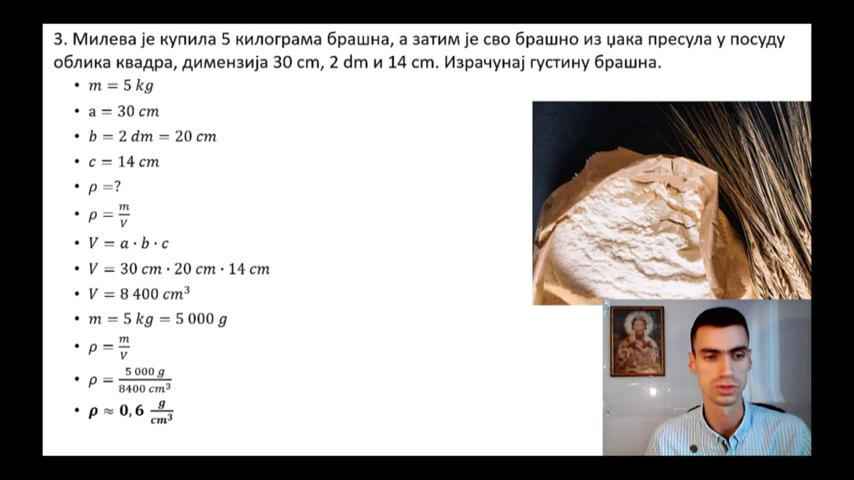 3. Милева је купила 5 килограма брашна, а затим је сво брашно из џака пресула у посуду
облика квадра, димензија 30 cm, 2 dm и 14 cm. Израчунај густину брашна.
• m = 5 kg
• a = 30 cm
• b = 2 dm = 20 cm
• c = 14 cm
• ρ =?
• ρ = m/V
• V = a · b · c
• V = 30 cm · 20 cm · 14 cm
• V = 8 400 cm³
• m = 5 kg = 5 000 g
• ρ = m/V
• ρ = 5 000 g/8400 cm³
• ρ ≈ 0,6 g/cm³